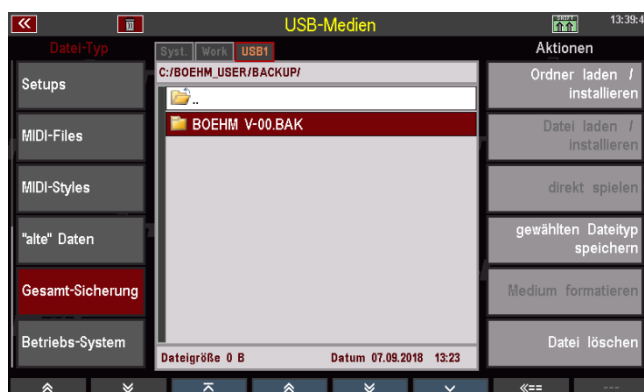 USB-Medien
13:39:4
Datei-Typ
Syst. Work USB1
Aktionen
C:/BOEHM_USER/BACKUP/
..
BOEHM V-00.BAK
Setups
MIDI-Files
MIDI-Styles
"alte" Daten
Gesamt-Sicherung
Betriebs-System
Dateigröße 0 B Datum 07.09.2018 13:23
Ordner laden /
installieren
Datei laden /
installieren
direkt spielen
gewählten Dateityp
speichern
Medium formatieren
Datei löschen
<==
---